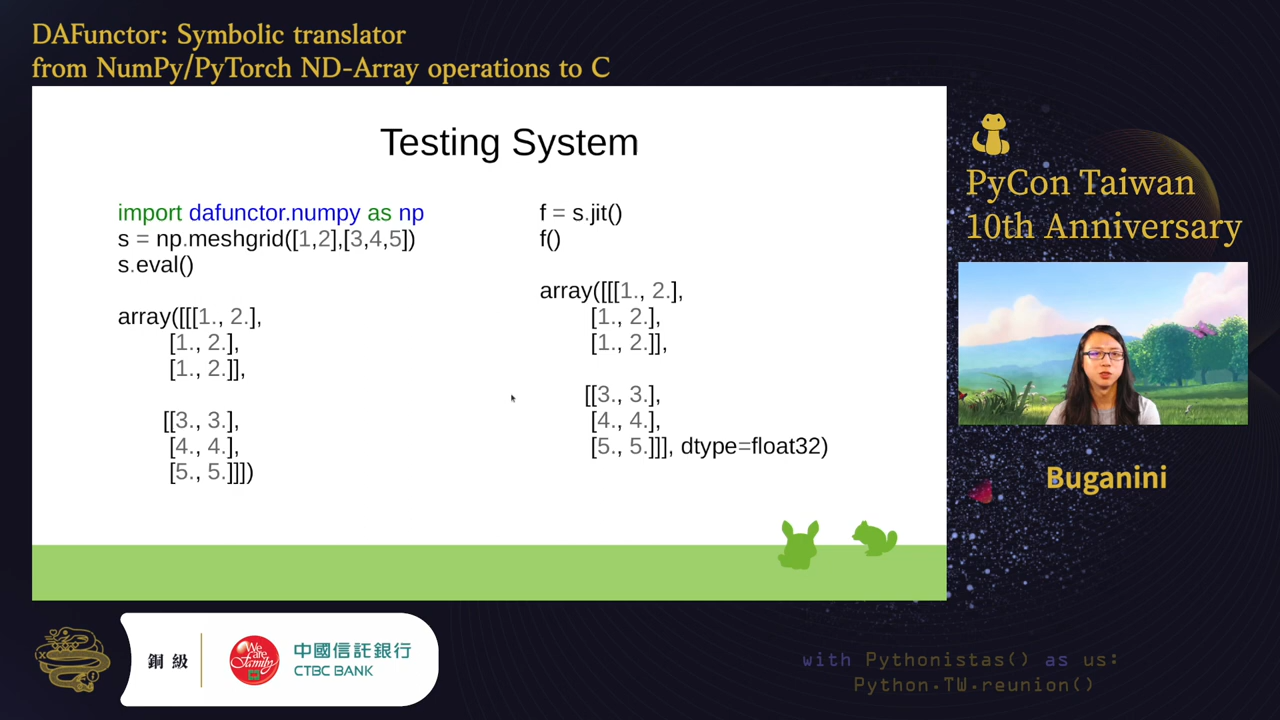 DAFunctor: Symbolic translator
from NumPy/PyTorch ND-Array operations to C
Testing System
import dafunctor.numpy as np
s = np.meshgrid([1,2],[3,4,5])
s.eval()
array([[[1., 2.],
[1., 2.],
[1., 2.]],
[[3., 3.],
[4., 4.],
[5., 5.]]])
f = s.jit()
f()
array([[[1., 2.],
[1., 2.],
[1., 2.]],
[[3., 3.],
[4., 4.],
[5., 5.]]], dtype=float32)
PyCon Taiwan
10th Anniversary
Buganini
銅級
We are Family
中國信託銀行
CTBC BANK
with Pythonistas() as us:
Python.TW.reunion()